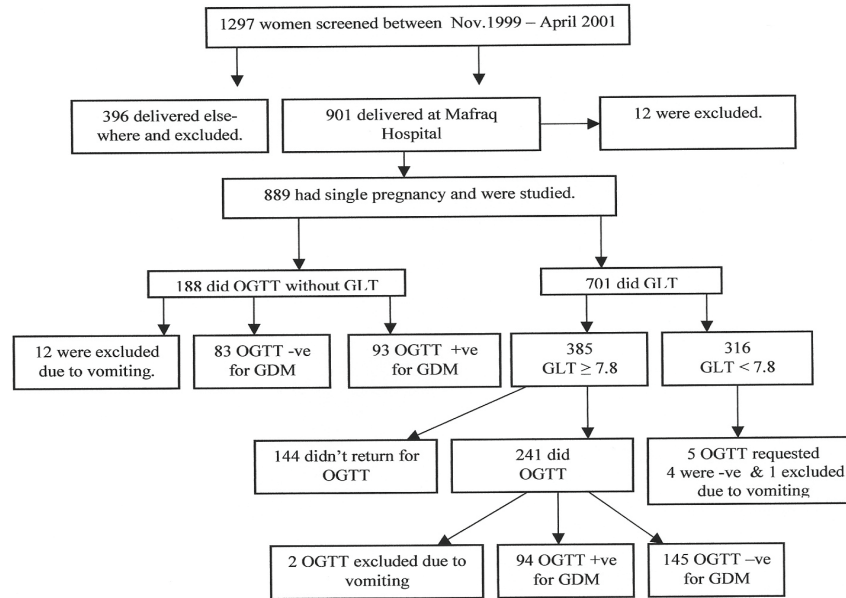 1297 women screened between Nov.1999 – April 2001
396 delivered else-
where and excluded.
901 delivered at Mafraq
Hospital
12 were excluded.
889 had single pregnancy and were studied.
188 did OGTT without GLT
701 did GLT
12 were excluded
due to vomiting.
83 OGTT -ve
for GDM
93 OGTT +ve
for GDM
385
GLT ≥ 7.8
316
GLT < 7.8
144 didn't return for
OGTT
241 did
OGTT
5 OGTT requested
4 were -ve & 1 excluded
due to vomiting
2 OGTT excluded due to
vomiting
94 OGTT +ve
for GDM
145 OGTT –ve
for GDM